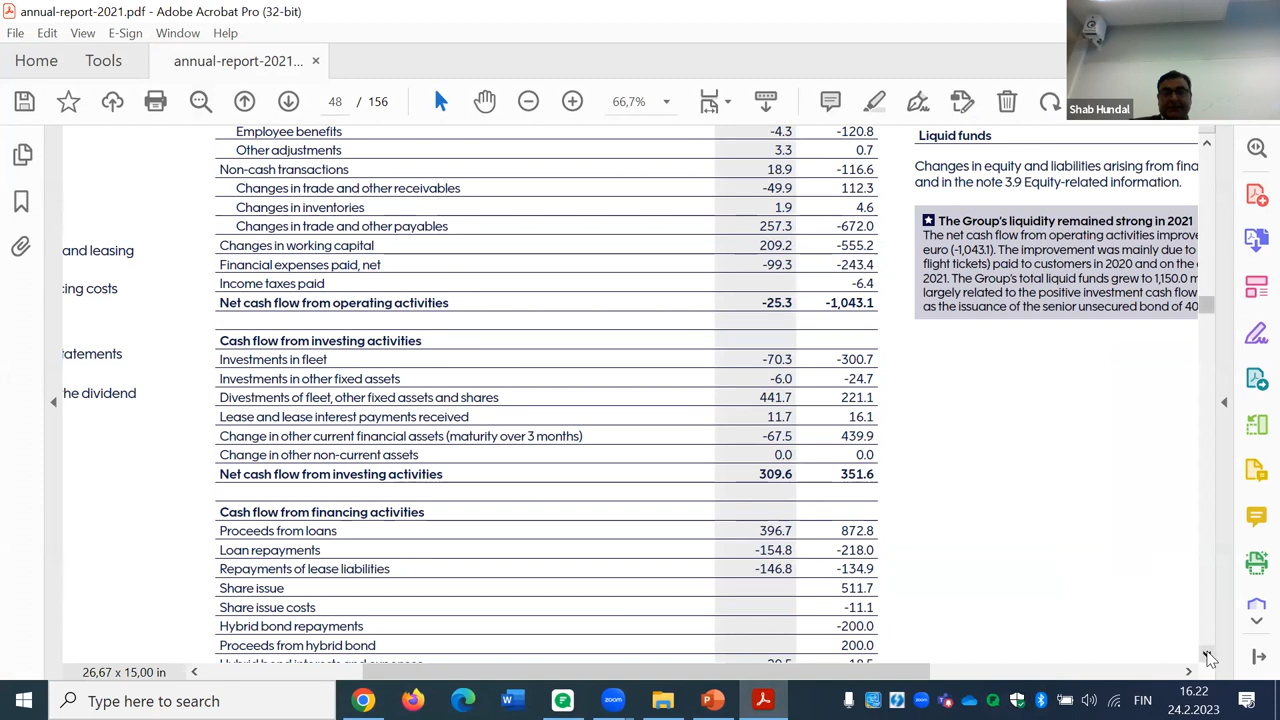 annual-report-2021.pdf - Adobe Acrobat Pro (32-bit)
File Edit View E-Sign Window Help
Home Tools annual-report-2021... ×
48 / 156 66,7%
Shab Hundal
Employee benefits -4.3 -120.8
Other adjustments 3.3 0.7
Non-cash transactions 18.9 -116.6
Changes in trade and other receivables -49.9 112.3
Changes in inventories 1.9 4.6
Changes in trade and other payables 257.3 -672.0
Changes in working capital 209.2 -555.2
Financial expenses paid, net -99.3 -243.4
Income taxes paid -6.4
Net cash flow from operating activities -25.3 -1,043.1
Cash flow from investing activities
Investments in fleet -70.3 -300.7
Investments in other fixed assets -6.0 -24.7
Divestments of fleet, other fixed assets and shares 441.7 221.1
Lease and lease interest payments received 11.7 16.1
Change in other current financial assets (maturity over 3 months) -67.5 439.9
Change in other non-current assets 0.0 0.0
Net cash flow from investing activities 309.6 351.6
Cash flow from financing activities
Proceeds from loans 396.7 872.8
Loan repayments -154.8 -218.0
Repayments of lease liabilities -146.8 -134.9
Share issue 511.7
Share issue costs -11.1
Hybrid bond repayments -200.0
Proceeds from hybrid bond 200.0
and leasing
cing costs
tatements
he dividend
Liquid funds
Changes in equity and liabilities arising from fina
and in the note 3.9 Equity-related information.
The Group's liquidity remained strong in 2021
The net cash flow from operating activities improve
euro (-1,043.1). The improvement was mainly due to
flight tickets) paid to customers in 2020 and on the
2021. The Group's total liquid funds grew to 1,150.0 m
largely related to the positive investment cash flow
as the issuance of the senior unsecured bond of 40
26,67 x 15,00 in
Type here to search
FIN
16.22
24.2.2023